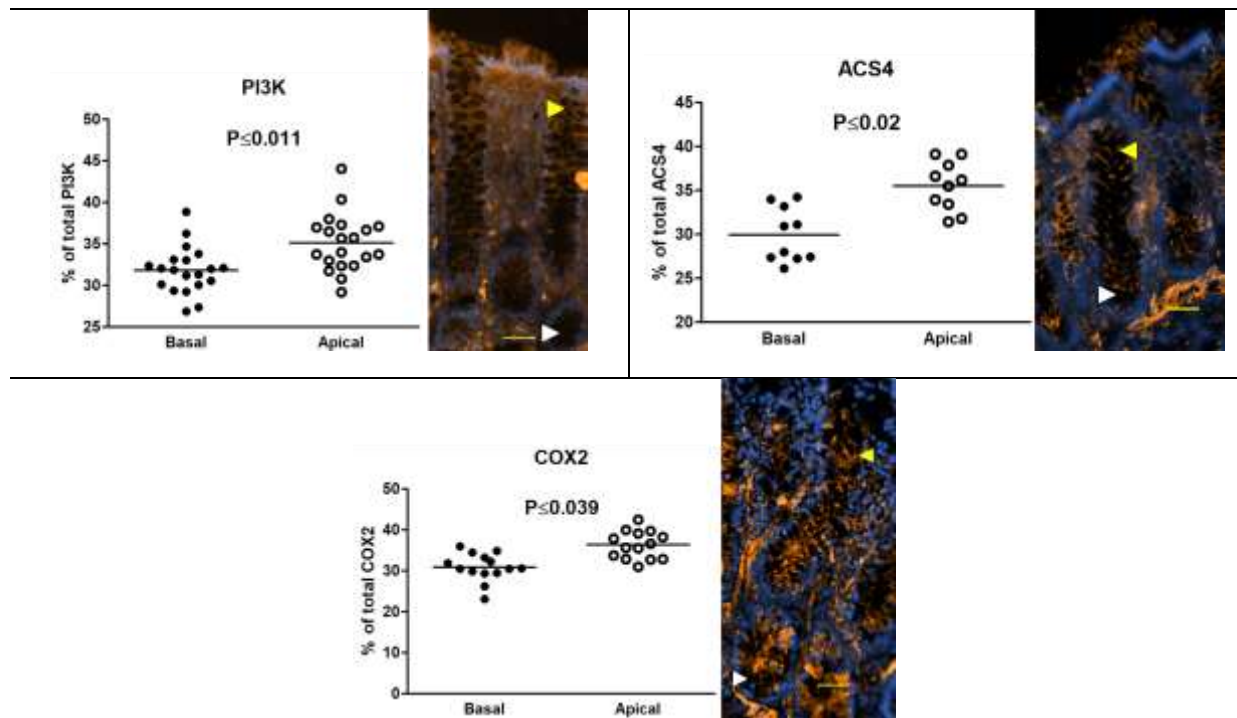 PI3K
P≤0.011
% of total PI3K
50
45
40
35
30
25
Basal Apical
ACS4
P≤0.02
% of total ACS4
45
40
35
30
25
20
Basal Apical
COX2
P≤0.039
% of total COX2
50
40
30
20
10
0
Basal Apical